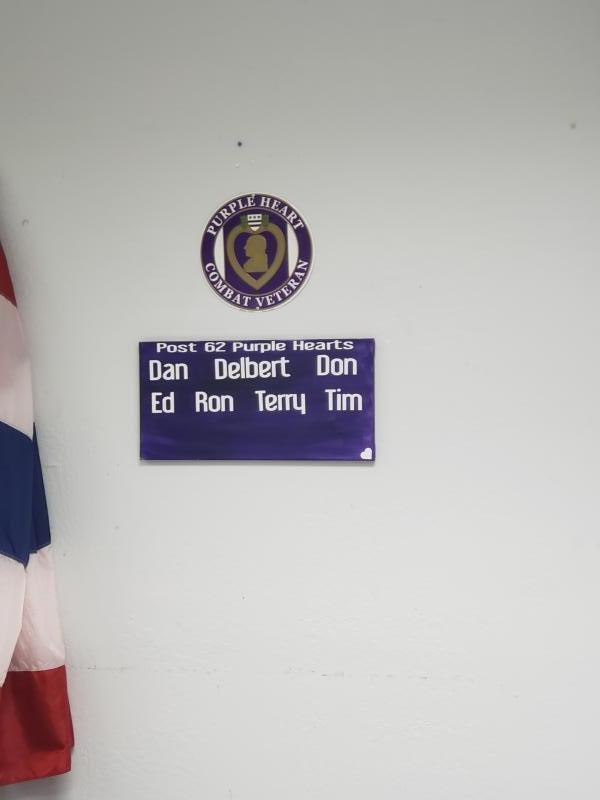 PURPLE HEART
COMBAT VETERAN
Post 62 Purple Hearts
Dan Delbert Don
Ed Ron Terry Tim